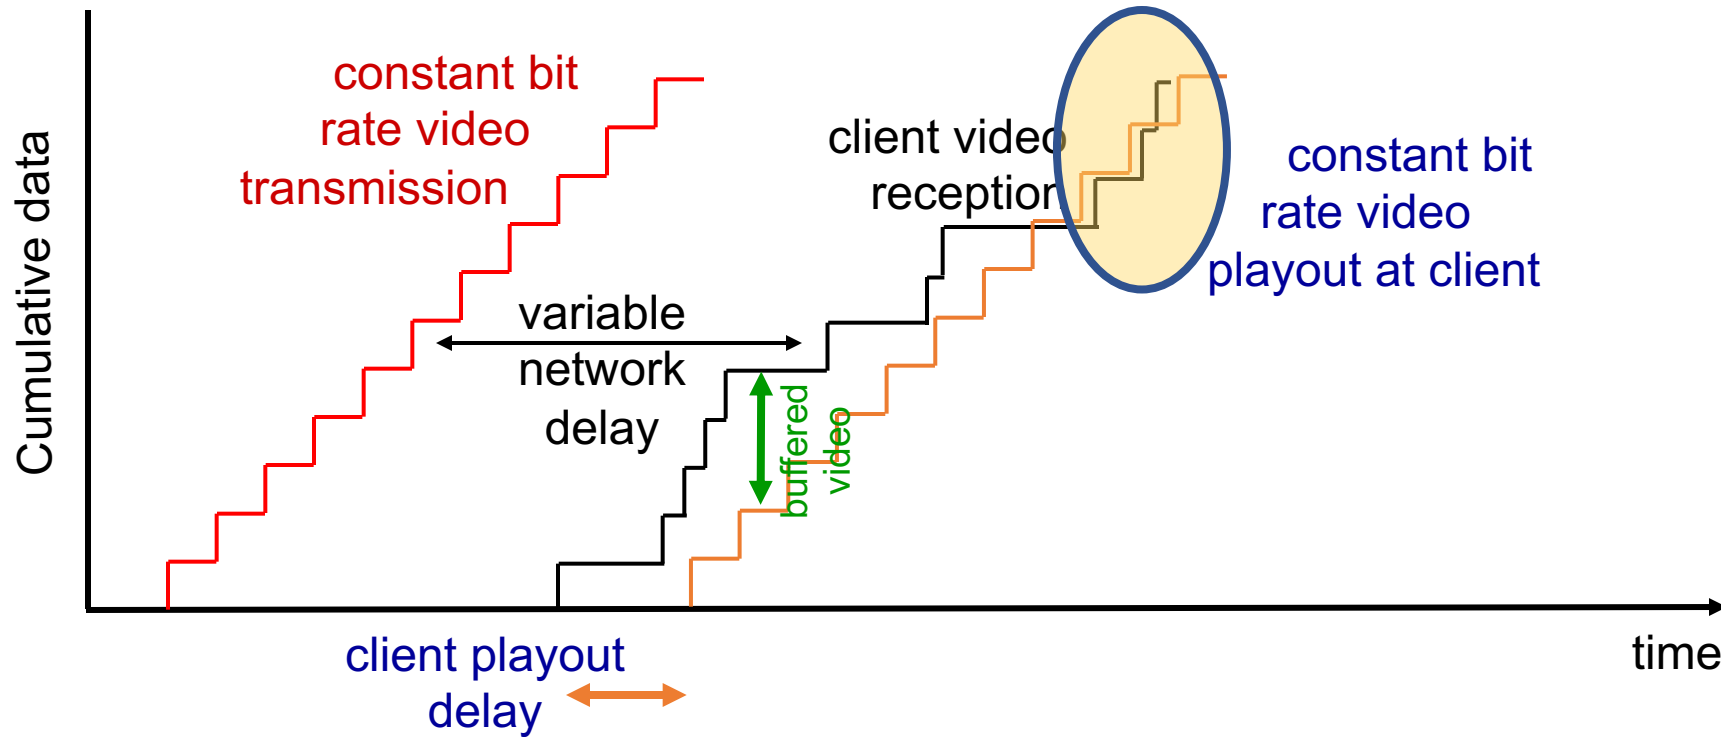 Cumulative data
constant bit
rate video
transmission
variable
network
delay
buffered
video
client video
reception
constant bit
rate video
playout at client
client playout
delay
time